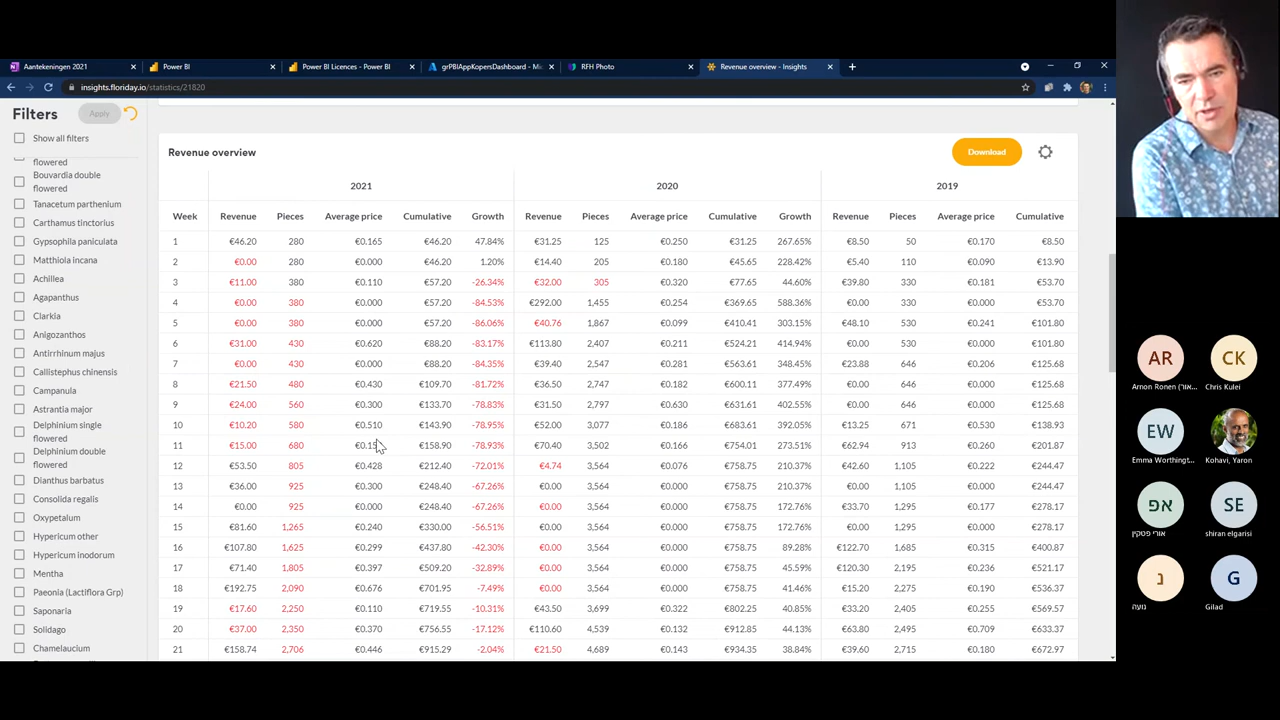 Aantekeningen 2021
Power BI
Power BI Licences - Power BI
grPBIAppKopersDashboard - Mi
RFH Photo
Revenue overview - Insights
insights.floriday.io/statistics/21820
Filters
Apply
Show all filters
flowered
Bouvardia double
flowered
Tanacetum parthenium
Carthamus tinctorius
Gypsophila paniculata
Matthiola incana
Achillea
Agapanthus
Clarkia
Anigozanthos
Antirrhinum majus
Callistephus chinensis
Campanula
Astrantia major
Delphinium single
flowered
Delphinium double
flowered
Dianthus barbatus
Consolida regalis
Oxypetalum
Hypericum other
Hypericum inodorum
Mentha
Paeonia (Lactiflora Grp)
Saponaria
Solidago
Chamelaucium
Revenue overview
Download
2021 2020 2019
Week Revenue Pieces Average price Cumulative Growth Revenue Pieces Average price Cumulative Growth Revenue Pieces Average price Cumulative
1 €46.20 280 €0.165 €46.20 47.84% €31.25 125 €0.250 €31.25 267.65% €8.50 50 €0.170 €8.50
2 €0.00 280 €0.000 €46.20 1.20% €14.40 205 €0.180 €45.65 228.42% €5.40 110 €0.090 €13.90
3 €11.00 380 €0.110 €57.20 -26.34% €32.00 305 €0.320 €77.65 44.60% €39.80 330 €0.181 €53.70
4 €0.00 380 €0.000 €57.20 -84.53% €292.00 1,455 €0.254 €369.65 588.36% €0.00 330 €0.000 €53.70
5 €0.00 380 €0.000 €57.20 -86.06% €40.76 1,867 €0.099 €410.41 303.15% €48.10 530 €0.241 €101.80
6 €31.00 430 €0.620 €88.20 -83.17% €113.80 2,407 €0.211 €524.21 414.94% €0.00 530 €0.000 €101.80
7 €0.00 430 €0.000 €88.20 -84.35% €39.40 2,547 €0.281 €563.61 348.45% €23.88 646 €0.206 €125.68
8 €21.50 480 €0.430 €109.70 -81.72% €36.50 2,747 €0.182 €600.11 377.49% €0.00 646 €0.000 €125.68
9 €24.00 560 €0.300 €133.70 -78.83% €31.50 2,797 €0.630 €631.61 402.55% €0.00 646 €0.000 €125.68
10 €10.20 580 €0.510 €143.90 -78.95% €52.00 3,077 €0.186 €683.61 392.05% €13.25 671 €0.530 €138.93
11 €15.00 680 €0.15 €158.90 -78.93% €70.40 3,502 €0.166 €754.01 273.51% €62.94 913 €0.260 €201.87
12 €53.50 805 €0.428 €212.40 -72.01% €4.74 3,564 €0.076 €758.75 210.37% €42.60 1,105 €0.222 €244.47
13 €36.00 925 €0.300 €248.40 -67.26% €0.00 3,564 €0.000 €758.75 210.37% €0.00 1,105 €0.000 €244.47
14 €0.00 925 €0.000 €248.40 -67.26% €0.00 3,564 €0.000 €758.75 172.76% €33.70 1,295 €0.177 €278.17
15 €81.60 1,265 €0.240 €330.00 -56.51% €0.00 3,564 €0.000 €758.75 172.76% €0.00 1,295 €0.000 €278.17
16 €107.80 1,625 €0.299 €437.80 -42.30% €0.00 3,564 €0.000 €758.75 89.28% €122.70 1,685 €0.315 €400.87
17 €71.40 1,805 €0.397 €509.20 -32.89% €0.00 3,564 €0.000 €758.75 45.59% €120.30 2,195 €0.236 €521.17
18 €192.75 2,090 €0.676 €701.95 -7.49% €0.00 3,564 €0.000 €758.75 41.46% €15.20 2,275 €0.190 €536.37
19 €17.60 2,250 €0.110 €719.55 -10.31% €43.50 3,699 €0.322 €802.25 40.85% €33.20 2,405 €0.255 €569.57
20 €37.00 2,350 €0.370 €756.55 -17.12% €110.60 4,539 €0.132 €912.85 44.13% €63.80 2,495 €0.709 €633.37
21 €158.74 2,706 €0.446 €915.29 -2.04% €21.50 4,689 €0.143 €934.35 38.84% €39.60 2,715 €0.180 €672.97
AR CK
Arnon Ronen (אור... Chris Kulei
EW
Emma Worthingt... Kohavi, Yaron
אפ SE
אורי פטקין shiran elgarisi
נ G
נועה Gilad